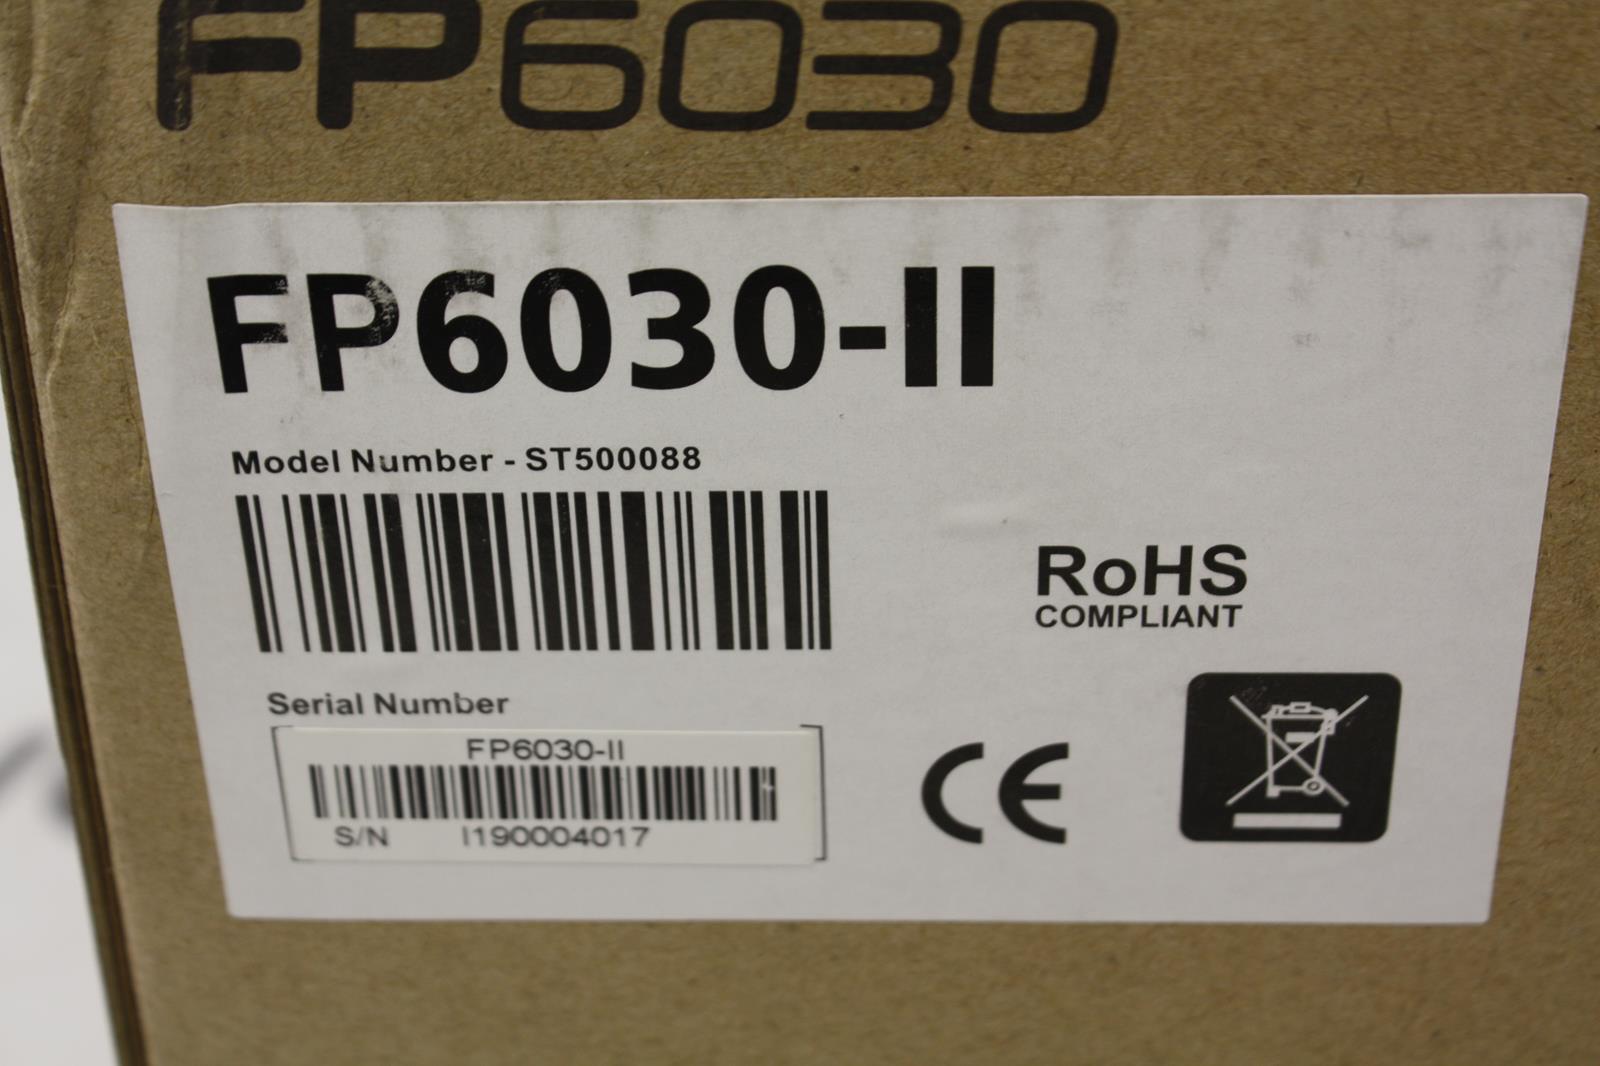 FP6030
FP6030-II
Model Number - ST500088
RoHS
COMPLIANT
Serial Number
FP6030-II
S/N I190004017
CE